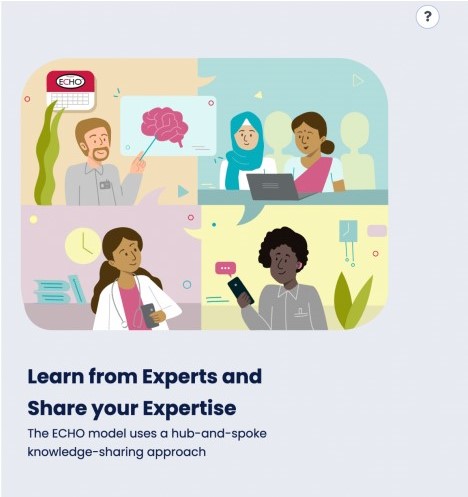 ?
ECHO
Learn from Experts and
Share your Expertise
The ECHO model uses a hub-and-spoke
knowledge-sharing approach